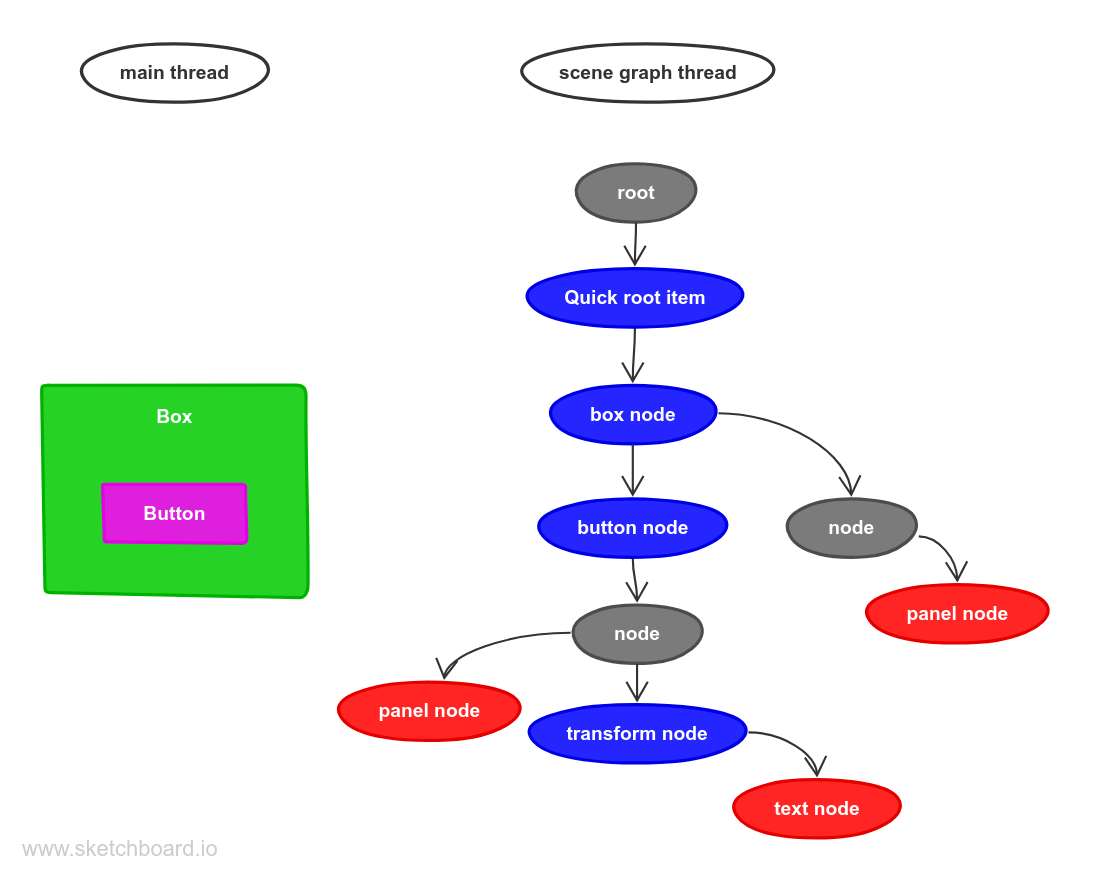 main thread
scene graph thread
root
Quick root item
Box
box node
Button
button node
node
node
panel node
panel node
transform node
text node
www.sketchboard.io